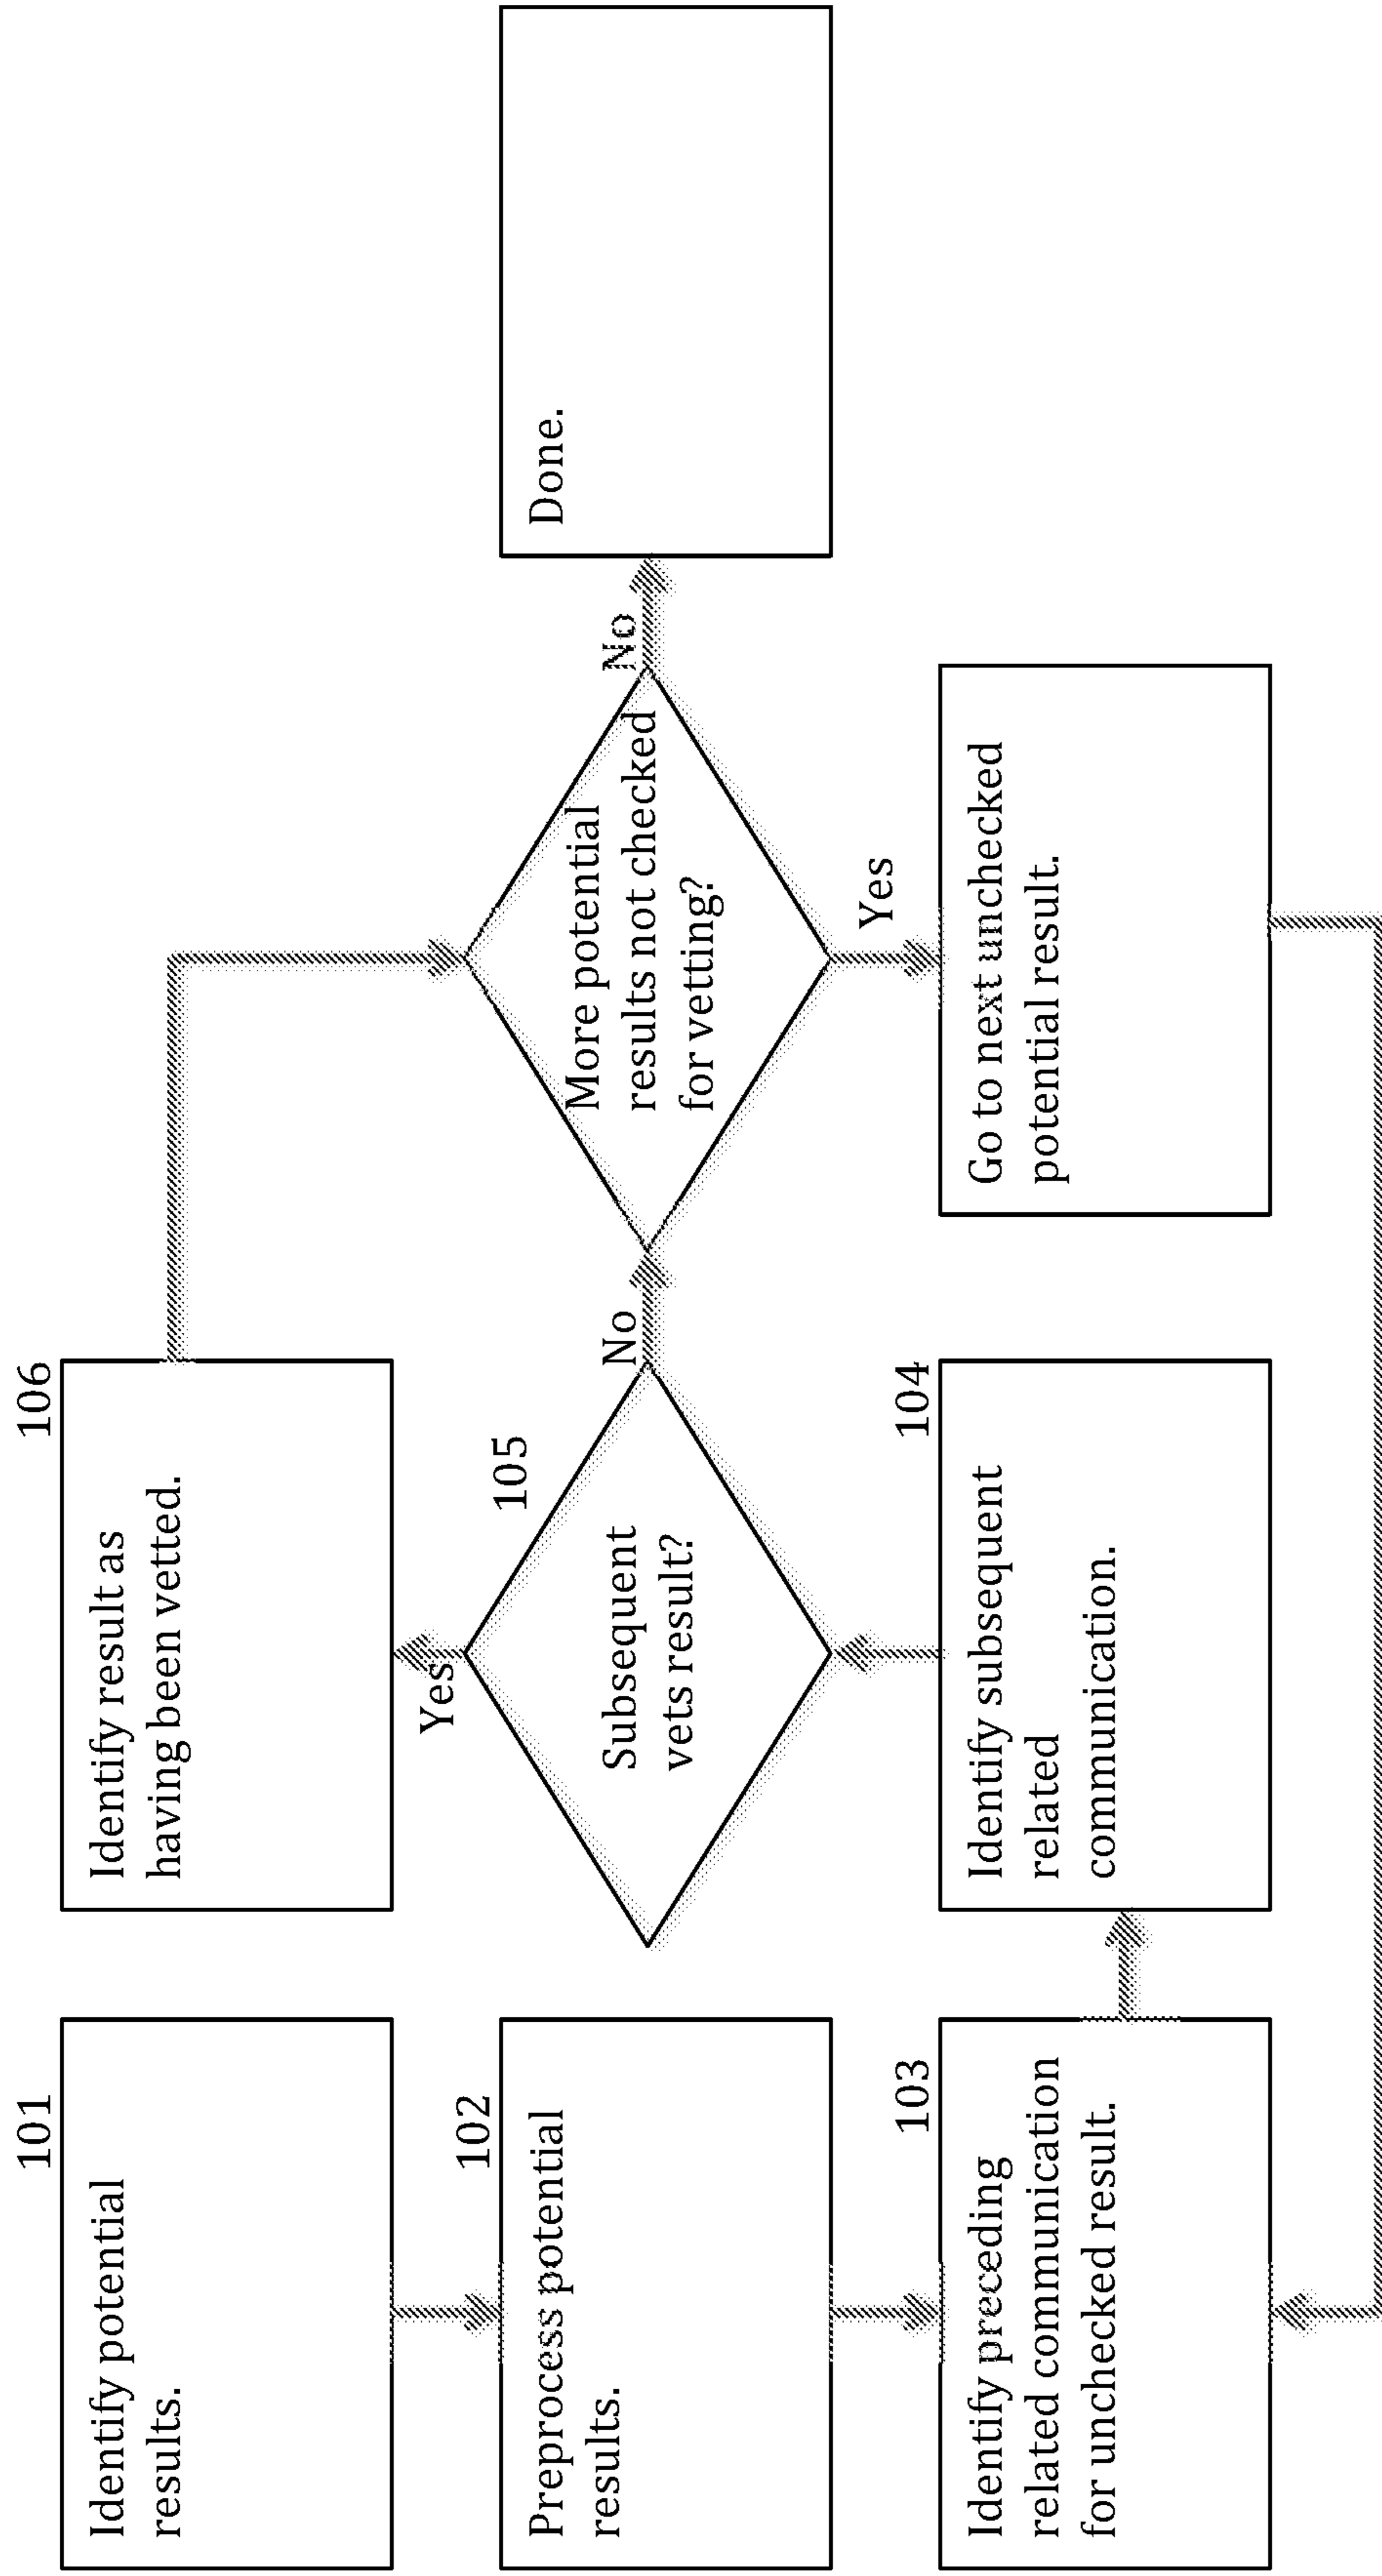 101
Identify potential
results.
102
Preprocess potential
results.
103
Identify preceding
related communication
for unchecked result.
104
Identify subsequent
related
communication.
105
Subsequent
vets result?
Yes
No
106
Identify result as
having been vetted.
More potential
results not checked
for vetting?
Yes
No
Go to next unchecked
potential result.
Done.